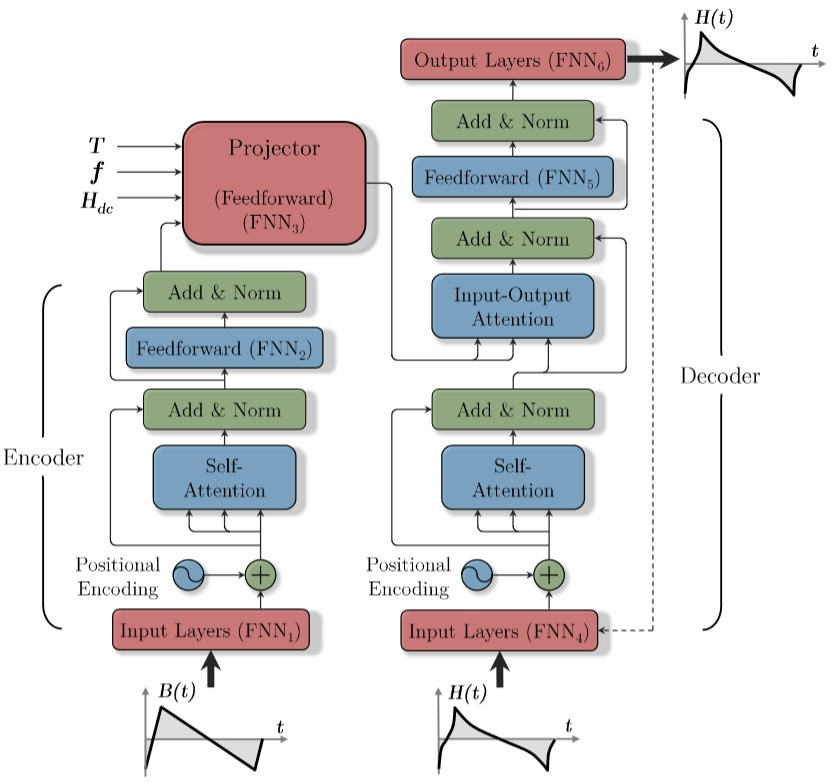 H(t)
t
Output Layers (FNN₆)
Add & Norm
Feedforward (FNN₅)
Add & Norm
Input-Output
Attention
Add & Norm
Self-
Attention
Positional
Encoding
+
Input Layers (FNN₄)
H(t)
t
Decoder
T
f
H_dc
Projector
(Feedforward)
(FNN₃)
Add & Norm
Feedforward (FNN₂)
Add & Norm
Self-
Attention
Encoder
Positional
Encoding
+
Input Layers (FNN₁)
B(t)
t